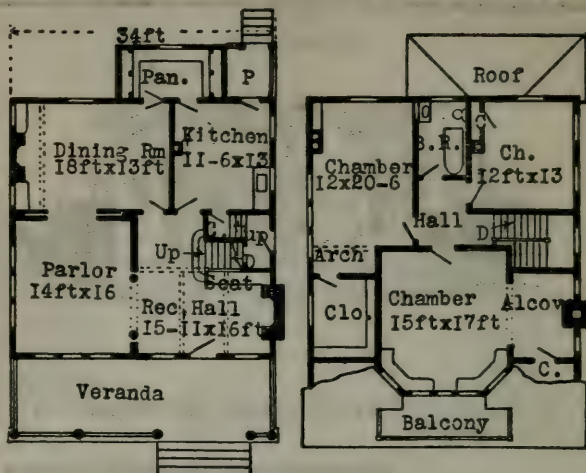 34ft
Pan.
P
Kitchen
11-6x13
Dining Rm
18ftx13ft
C.
Up
Up
D
Seat
Parlor
14ftx16
Rec. Hall
15-11x16ft
Veranda
Roof
B.R.
C
Chamber
12x20-6
Ch.
12ftx13
Hall
D
Arch
Clo.
Chamber
15ftx17ft
Alcov
C.
Balcony